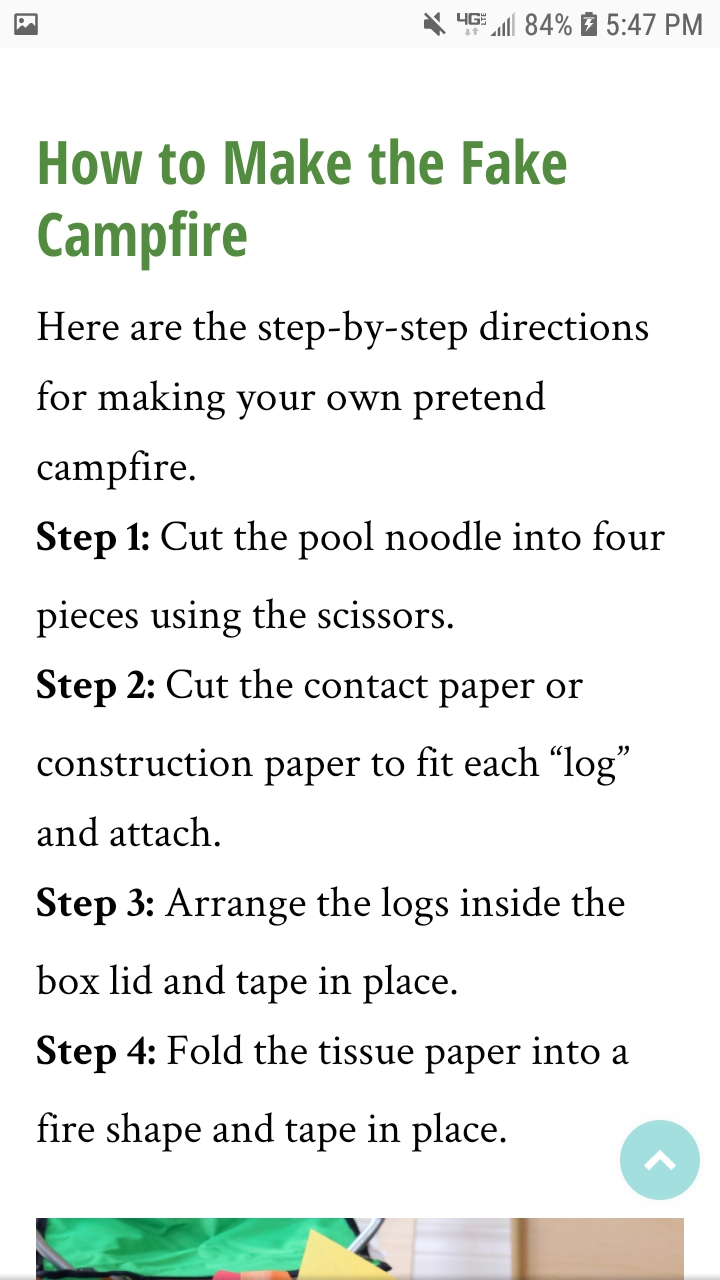 4G LTE 84% 5:47 PM
How to Make the Fake
Campfire
Here are the step-by-step directions
for making your own pretend
campfire.
Step 1: Cut the pool noodle into four
pieces using the scissors.
Step 2: Cut the contact paper or
construction paper to fit each “log”
and attach.
Step 3: Arrange the logs inside the
box lid and tape in place.
Step 4: Fold the tissue paper into a
fire shape and tape in place.